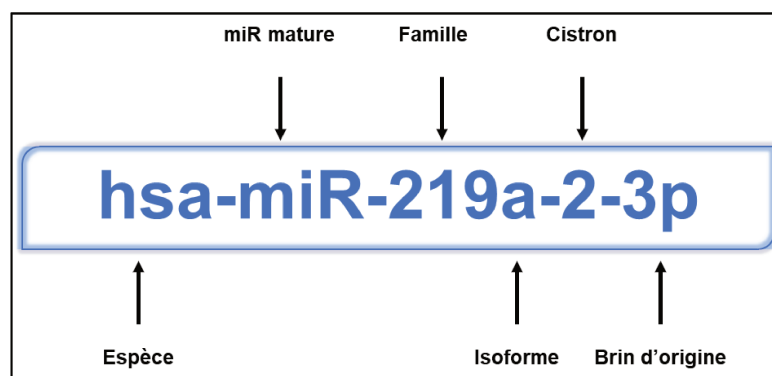 miR mature Famille Cistron
hsa-miR-219a-2-3p
Espèce Isoforme Brin d’origine